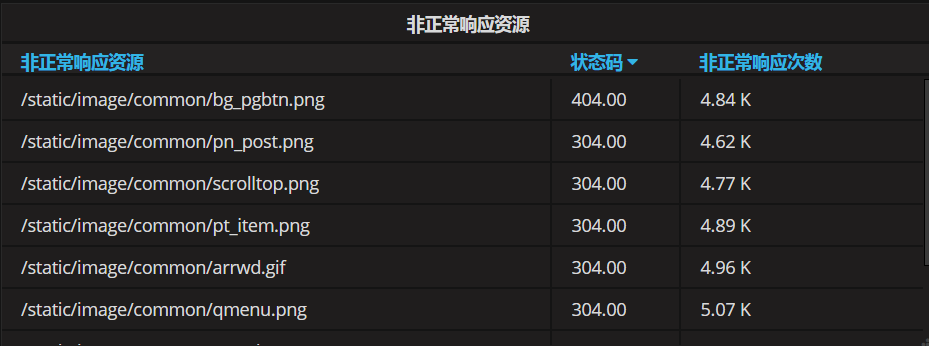 非正常响应资源
非正常响应资源 状态码 非正常响应次数
/static/image/common/bg_pgbtn.png 404.00 4.84 K
/static/image/common/pn_post.png 304.00 4.62 K
/static/image/common/scrolltop.png 304.00 4.77 K
/static/image/common/pt_item.png 304.00 4.89 K
/static/image/common/arrwd.gif 304.00 4.96 K
/static/image/common/qmenu.png 304.00 5.07 K